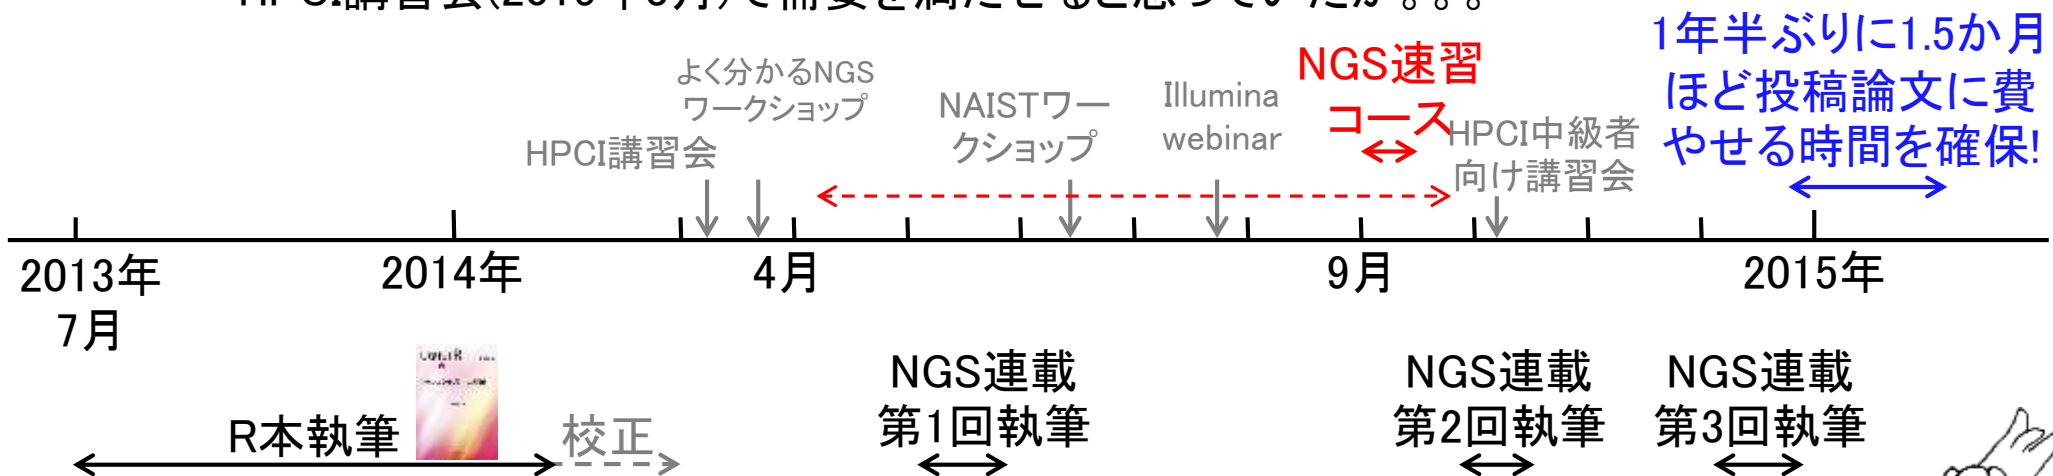 1年半ぶりに1.5か月
ほど投稿論文に費
やせる時間を確保!
NGS速習
コース
よく分かるNGS
ワークショップ
NAISTワー
クショップ
Illumina
webinar
HPCI講習会
HPCI中級者
向け講習会
2013年
7月
2014年
4月
9月
2015年
R本執筆
校正
NGS連載
第1回執筆
NGS連載
第2回執筆
NGS連載
第3回執筆